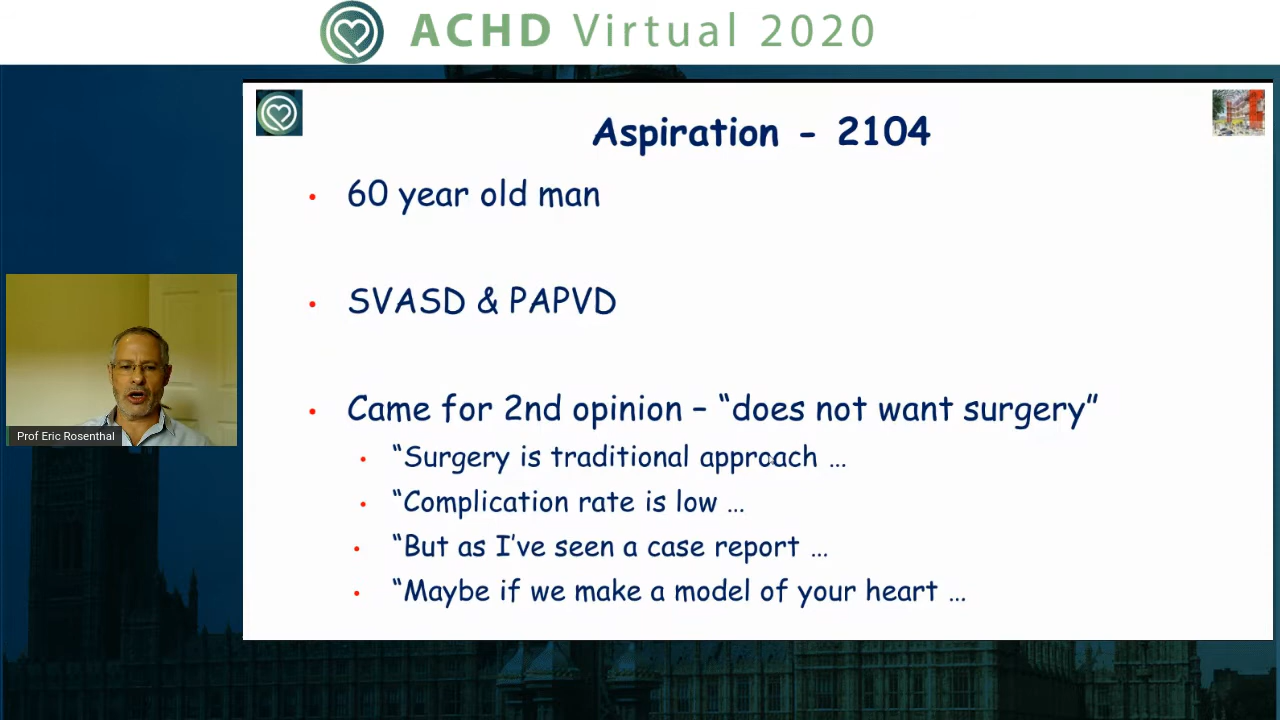 ACHD Virtual 2020
Aspiration - 2104
• 60 year old man
• SVASD & PAPVD
• Came for 2nd opinion – “does not want surgery”
• “Surgery is traditional approach …
• “Complication rate is low …
• “But as I’ve seen a case report …
• “Maybe if we make a model of your heart …
Prof Eric Rosenthal